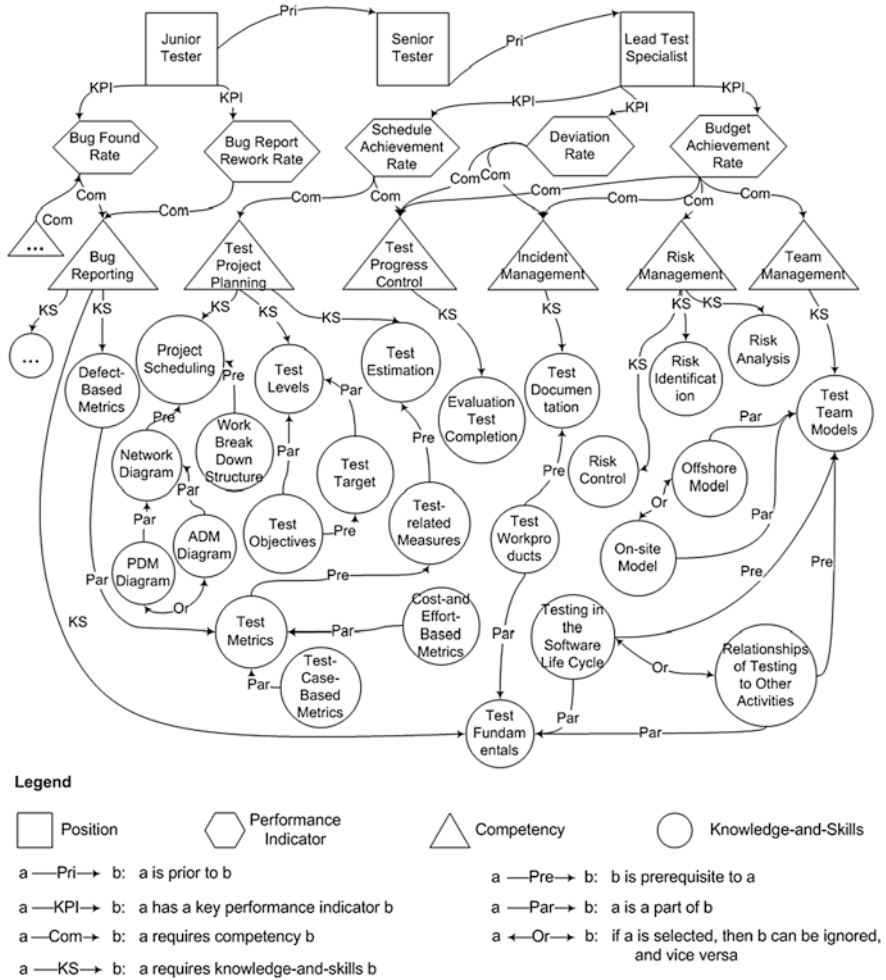 Junior
Tester
Pri
Senior
Tester
Pri
Lead Test
Specialist
KPI
KPI
KPI
KPI
KPI
Bug Found
Rate
Bug Report
Rework Rate
Schedule
Achievement
Rate
Deviation
Rate
Budget
Achievement
Rate
Com
Com
Com
Com
Com
Com
Com
Com
Com
Com
...
Bug
Reporting
Test
Project
Planning
Test
Progress
Control
Incident
Management
Risk
Management
Team
Management
KS
KS
KS
KS
KS
KS
KS
KS
KS
KS
KS
KS
...
Defect-
Based
Metrics
Project
Scheduling
Test
Levels
Test
Estimation
Evaluation
Test
Completion
Test
Documen
tation
Risk
Identificat
ion
Risk
Analysis
Test
Team
Models
Pre
Par
Pre
Network
Diagram
Work
Break
Down
Structure
Par
Pre
Test
Target
Pre
Risk
Control
Offshore
Model
Par
Or
Par
Par
Par
PDM
Diagram
ADM
Diagram
Or
Test
Objectives
Pre
Test-
related
Measures
Test
Workpro
ducts
On-site
Model
Pre
Pre
Par
KS
Pre
Test
Metrics
Par
Cost-and
Effort-
Based
Metrics
Par
Testing in
the
Software
Life Cycle
Or
Relationships
of Testing
to Other
Activities
Par
Test-
Case-
Based
Metrics
Test
Fundam
entals
Par
Par
Legend
Position
Performance
Indicator
Competency
Knowledge-and-Skills
a Pri b: a is prior to b
a KPI b: a has a key performance indicator b
a Com b: a requires competency b
a KS b: a requires knowledge-and-skills b
a Pre b: b is prerequisite to a
a Par b: a is a part of b
a Or b: if a is selected, then b can be ignored,
and vice versa